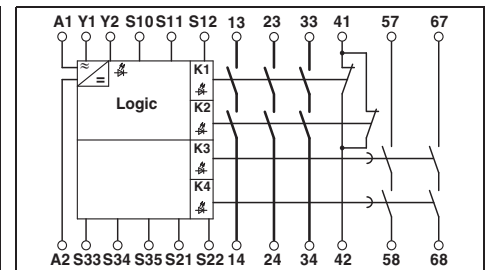 A1 Y1 Y2 S10 S11 S12 13 23 33 41 57 67
≈
=
K1
Logic
K2
K3
K4
A2 S33 S34 S35 S21 S22 14 24 34 42 58 68